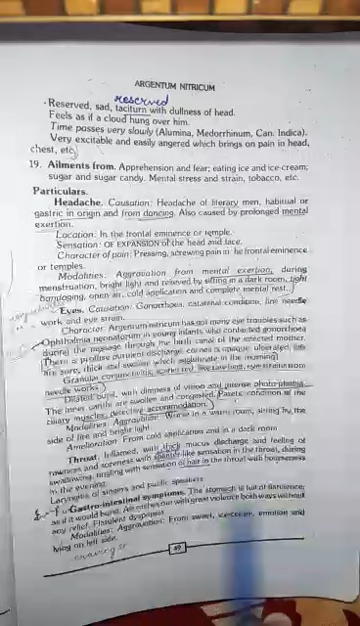 ARGENTUM NITRICUM
reserved
Reserved, sad, taciturn with dullness of head.
Feels as if a cloud hung over him.
Time passes very slowly (Alumina, Medorrhinum, Can. Indica).
Very excitable and easily angered which brings on pain in head,
chest, etc.
19. Ailments from. Apprehension and fear; eating ice and ice-cream;
sugar and sugar candy. Mental stress and strain, tobacco, etc.
Particulars.
Headache. Causation: Headache of literary men, habitual or
gastric in origin and from dancing. Also caused by prolonged mental
exertion.
Location: In the frontal eminence or temple.
Sensation: OF EXPANSION of the head and face.
Character of pain: Pressing, screwing pain in the frontal eminence
or temples.
Modalities: Aggravation from mental exertion, during
menstruation, bright light and relieved by sitting in a dark room, tight
bandaging, open air, cold application and complete mental rest.
Eyes. Causation: Gonorrhoea, catarrhal condition, fine needle
work and eye strain.
Character: Argentum nitricum has got many eye troubles such as
Ophthalmia neonatorum in young infants who contacted gonorrhoea
during the passage through the birth canal of the infected mother.
(There is profuse purulent discharge, cornea is opaque, ulcerated, lids
are sore, thick and swollen which agglutinate in the morning)
Granular conjunctivitis, eye strain from
needle works
Dilated pupil, with dimness of vision and intense photo-phobia.
The inner canthi are swollen and congested. Paretic condition of the
ciliary muscles, defective accommodation.
Modalities: Aggravation: Worse in a warm room, sitting by the
side of fire and bright light.
Amelioration: From cold application and in a dark room
Throat. Inflamed, with thick mucus discharge and feeling of
rawness and soreness with splinter-like sensation in the throat, during
swallowing, tingling with sensation of hair in the throat with hoarseness
in the evening.
Laryngitis of singers and public speakers
Gastro-intestinal symptoms. The stomach is full of flatulence;
as if it would burst. Air rushes out with great violence both ways without
any relief. Flatulent dyspepsia
Modalities: Aggravation: From sweet, ice-cream, emotion and
lying on left side.
49